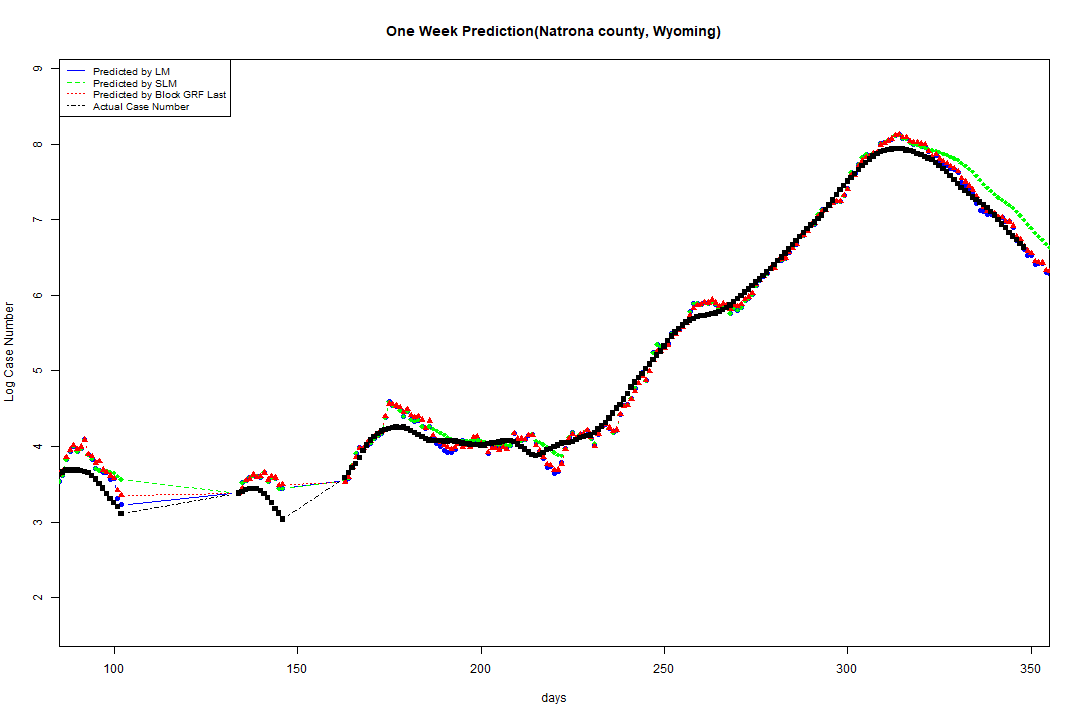 One Week Prediction(Natrona county, Wyoming)
Predicted by LM
Predicted by SLM
Predicted by Block GRF Last
Actual Case Number
9
8
7
6
5
4
3
2
Log Case Number
100 150 200 250 300 350
days